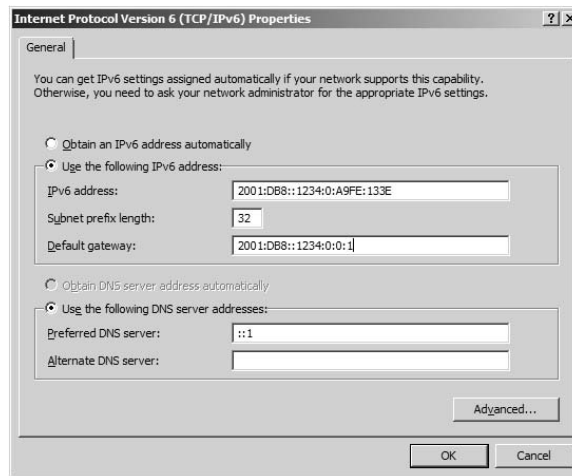 Internet Protocol Version 6 (TCP/IPv6) Properties
General
You can get IPv6 settings assigned automatically if your network supports this capability.
Otherwise, you need to ask your network administrator for the appropriate IPv6 settings.
Obtain an IPv6 address automatically
Use the following IPv6 address:
IPv6 address: 2001:DB8::1234:0:A9FE:133E
Subnet prefix length: 32
Default gateway: 2001:DB8::1234:0:0:1
Obtain DNS server address automatically
Use the following DNS server addresses:
Preferred DNS server: ::1
Alternate DNS server:
Advanced...
OK Cancel